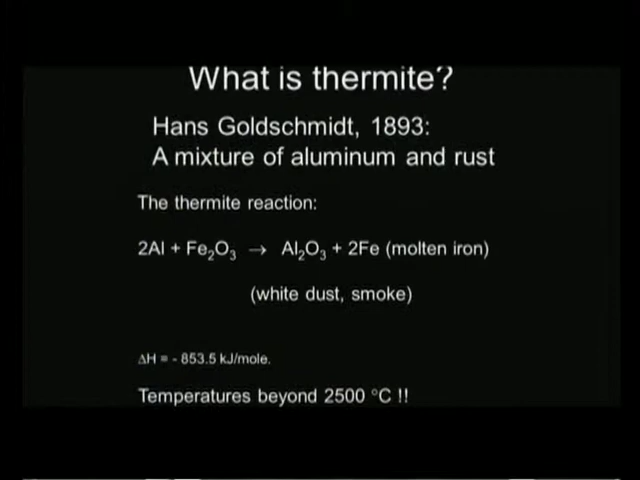 What is thermite?
Hans Goldschmidt, 1893:
A mixture of aluminum and rust
The thermite reaction:
2Al + Fe₂O₃ → Al₂O₃ + 2Fe (molten iron)
(white dust, smoke)
ΔH = - 853.5 kJ/mole.
Temperatures beyond 2500 °C !!